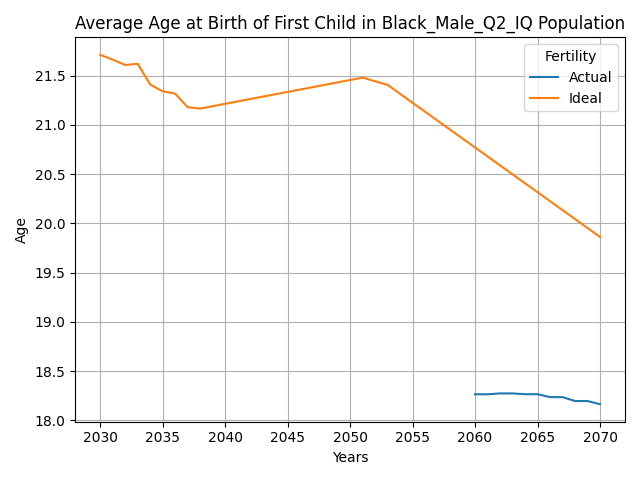 Average Age at Birth of First Child in Black_Male_Q2_IQ Population
Fertility
Actual
Ideal
21.5
21.0
20.5
20.0
19.5
19.0
18.5
18.0
Age
2030 2035 2040 2045 2050 2055 2060 2065 2070
Years